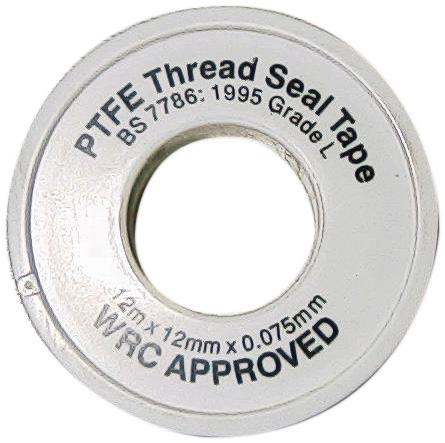 PTFE Thread Seal Tape
BS 7786: 1995 Grade L
12m x 12mm x 0.075mm
WRC APPROVED